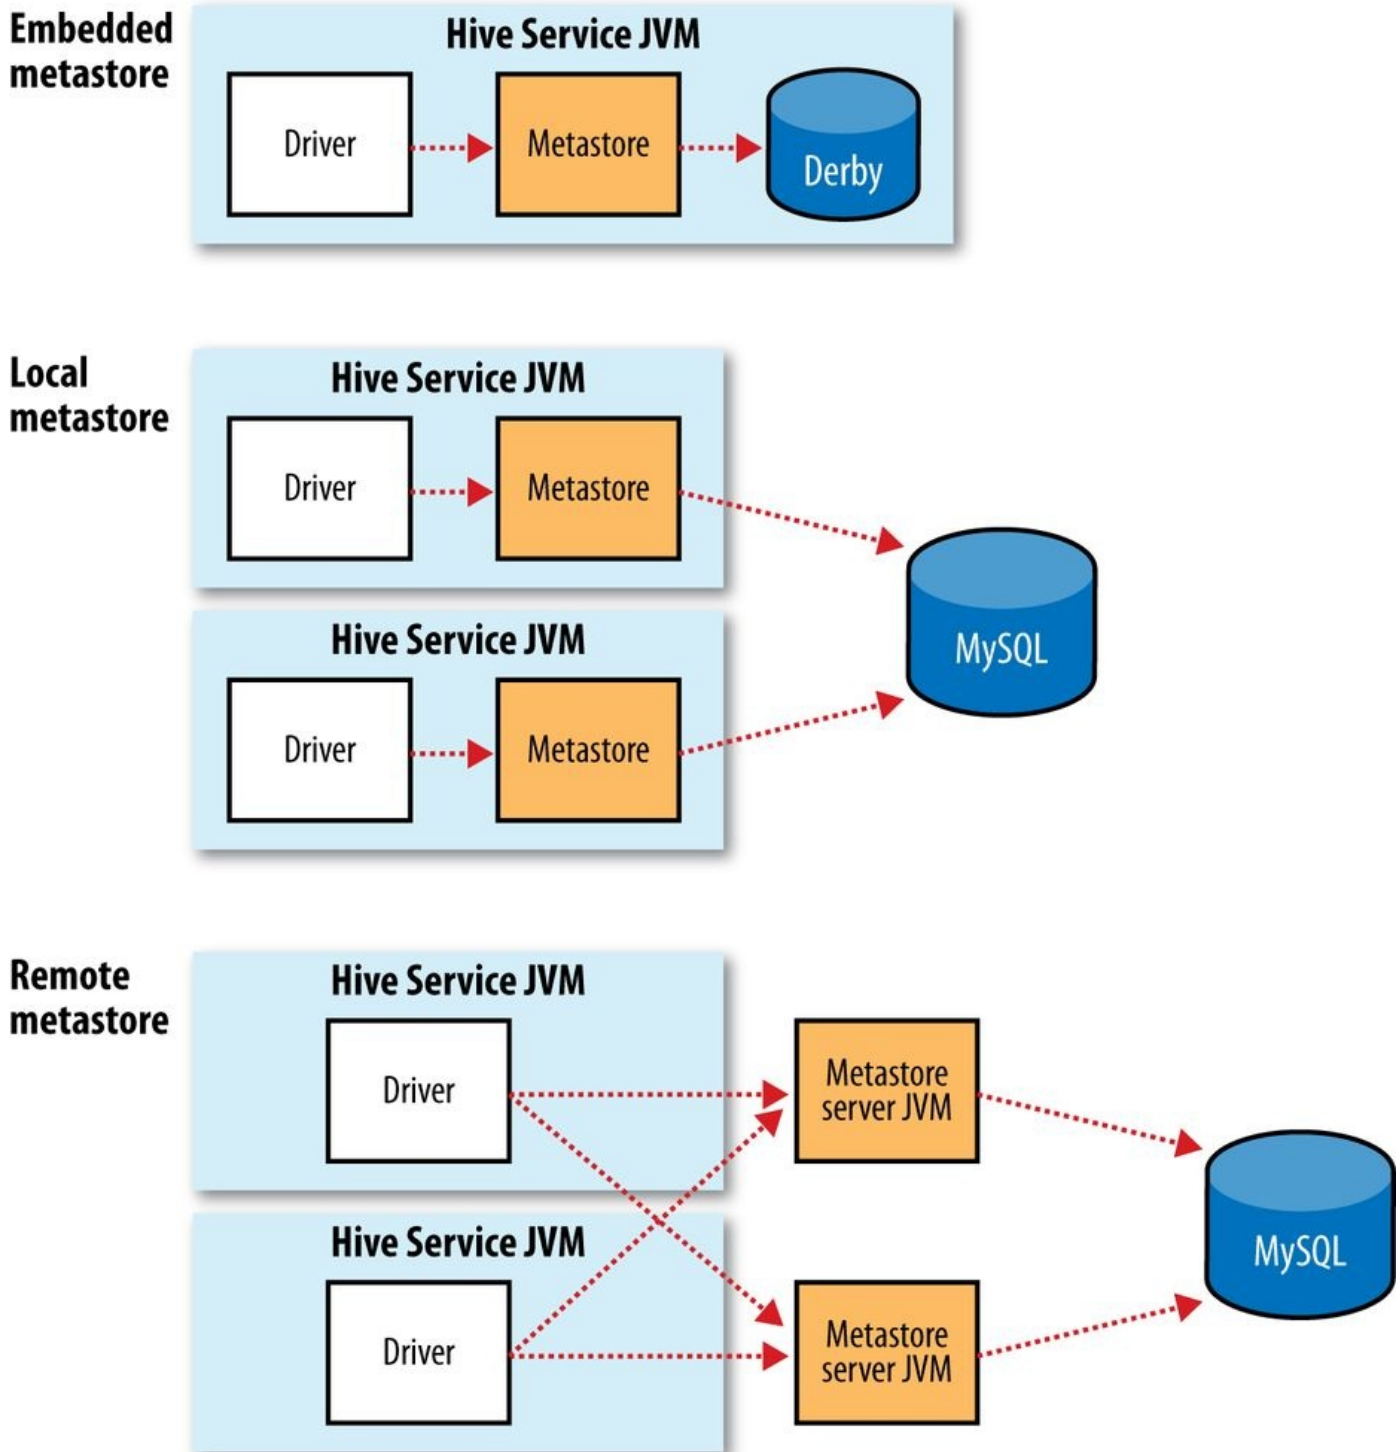 Embedded
metastore
Hive Service JVM
Driver
Metastore
Derby
Local
metastore
Hive Service JVM
Driver
Metastore
Hive Service JVM
Driver
Metastore
MySQL
Remote
metastore
Hive Service JVM
Driver
Metastore
server JVM
Hive Service JVM
Driver
Metastore
server JVM
MySQL